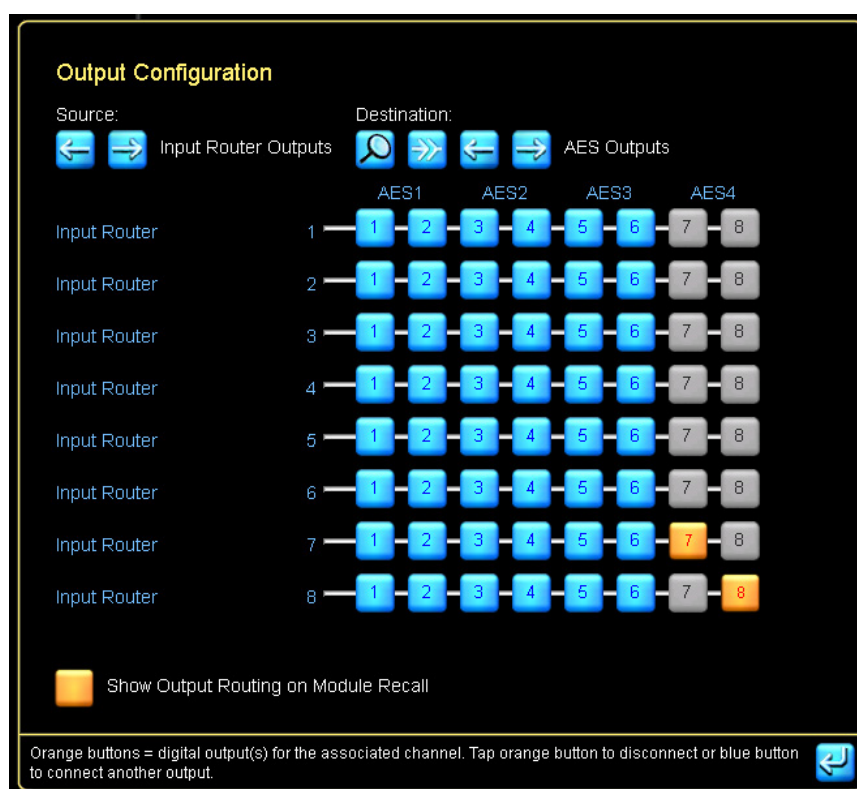 Output Configuration
Source: Destination:
Input Router Outputs AES Outputs
AES1 AES2 AES3 AES4
Input Router 1 1 2 3 4 5 6 7 8
Input Router 2 1 2 3 4 5 6 7 8
Input Router 3 1 2 3 4 5 6 7 8
Input Router 4 1 2 3 4 5 6 7 8
Input Router 5 1 2 3 4 5 6 7 8
Input Router 6 1 2 3 4 5 6 7 8
Input Router 7 1 2 3 4 5 6 7 8
Input Router 8 1 2 3 4 5 6 7 8
Show Output Routing on Module Recall
Orange buttons = digital output(s) for the associated channel. Tap orange button to disconnect or blue button
to connect another output.